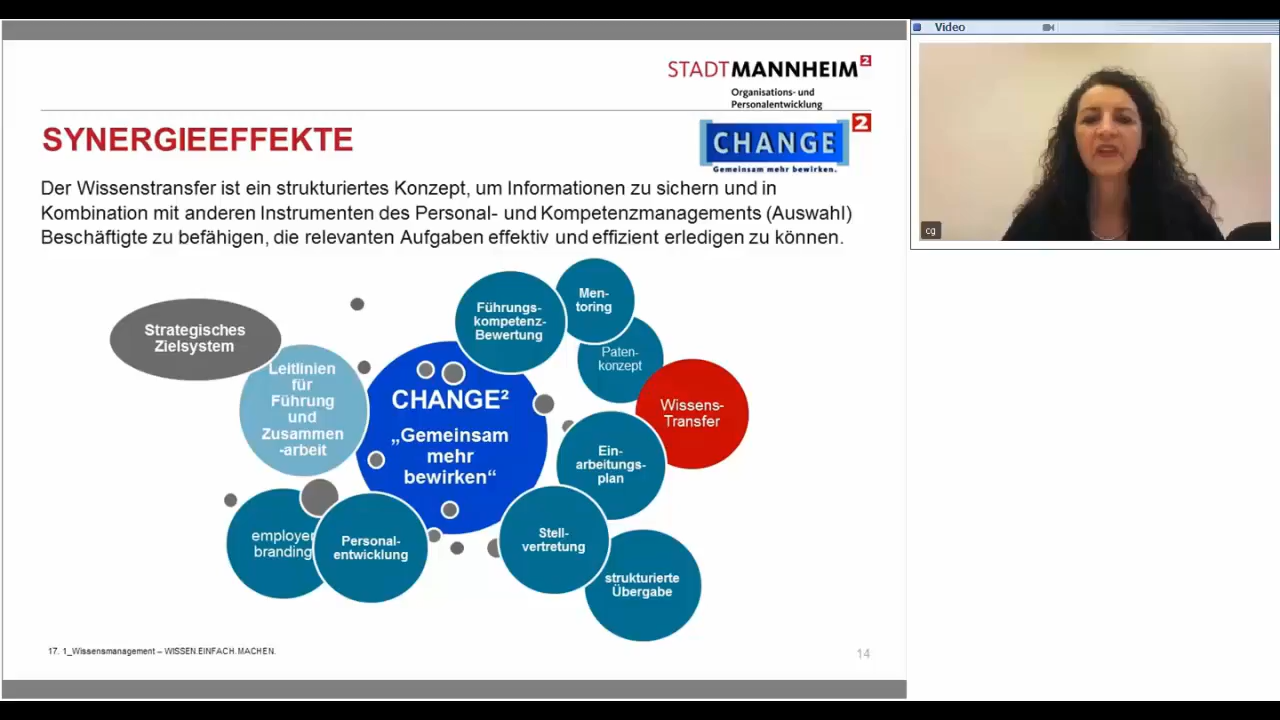 Video
STADTMANNHEIM²
Organisations- und
Personalentwicklung
SYNERGIEEFFEKTE
CHANGE 2
Gemeinsam mehr bewirken.
Der Wissenstransfer ist ein strukturiertes Konzept, um Informationen zu sichern und in
Kombination mit anderen Instrumenten des Personal- und Kompetenzmanagements (Auswahl)
Beschäftigte zu befähigen, die relevanten Aufgaben effektiv und effizient erledigen zu können.
cg
Strategisches
Zielsystem
Leitlinien
für
Führung
und
Zusammen
-arbeit
CHANGE²
„Gemeinsam
mehr
bewirken“
Führungs-
kompetenz-
Bewertung
Men-
toring
Paten-
konzept
Wissens-
Transfer
Ein-
arbeitungs-
plan
Stell-
vertretung
strukturierte
Übergabe
employer
branding
Personal-
entwicklung
17. 1_Wissensmanagement – WISSEN.EINFACH.MACHEN.
14